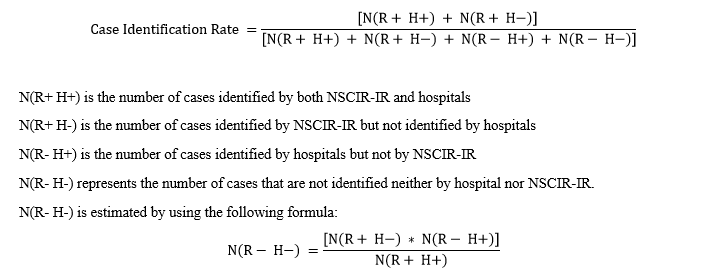 Case Identification Rate = [N(R + H+) + N(R + H−)] / [N(R + H+) + N(R + H−) + N(R − H+) + N(R − H−)]
N(R+ H+) is the number of cases identified by both NSCIR-IR and hospitals
N(R+ H-) is the number of cases identified by NSCIR-IR but not identified by hospitals
N(R- H+) is the number of cases identified by hospitals but not by NSCIR-IR
N(R- H-) represents the number of cases that are not identified neither by hospital nor NSCIR-IR.
N(R- H-) is estimated by using the following formula:
N(R − H−) = [N(R + H−) * N(R − H+)] / N(R + H+)